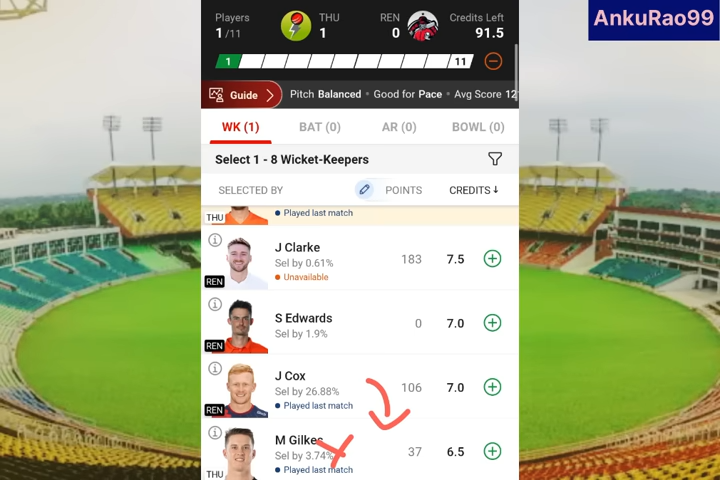 AnkuRao99
Players THU REN Credits Left
1/11 1 0 91.5
1 11
Guide Pitch Balanced • Good for Pace • Avg Score 12
WK (1) BAT (0) AR (0) BOWL (0)
Select 1 - 8 Wicket-Keepers
SELECTED BY POINTS CREDITS↓
THU Played last match
J Clarke
Sel by 0.61% 183 7.5
Unavailable
REN
S Edwards
Sel by 1.9% 0 7.0
REN
J Cox
Sel by 26.88% 106 7.0
Played last match
REN
M Gilkes
Sel by 3.74% 37 6.5
Played last match
THU